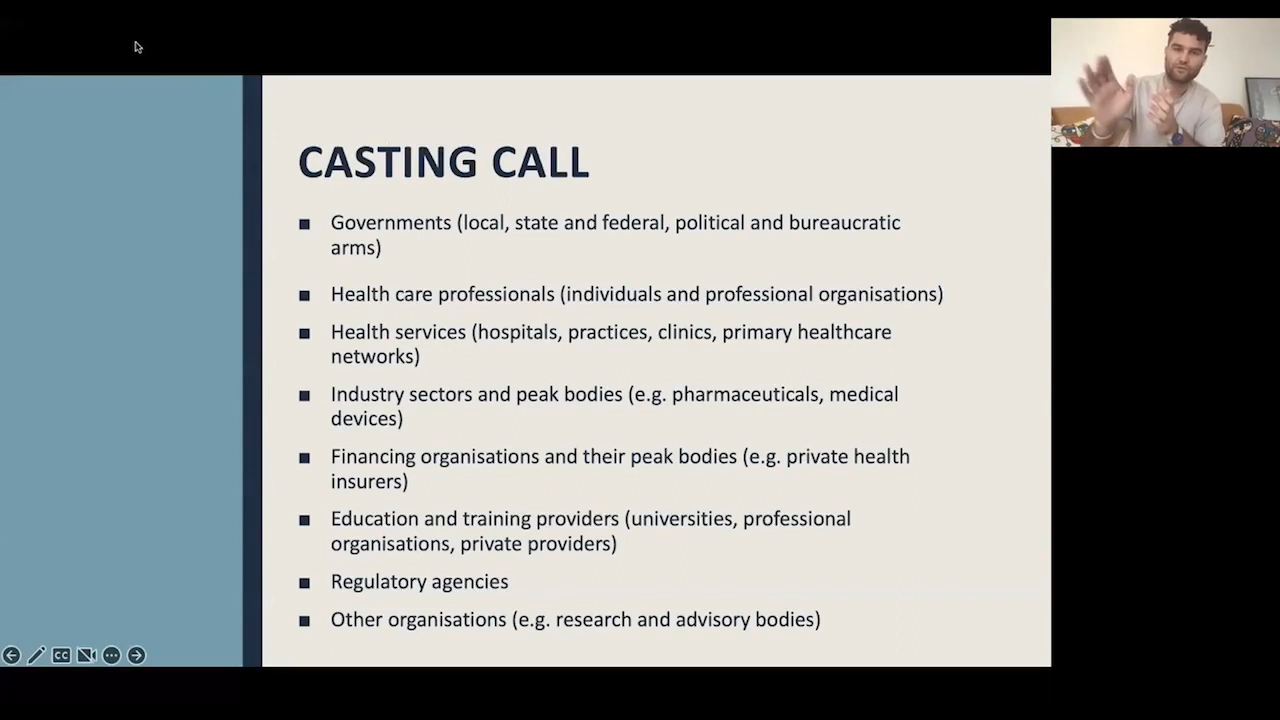 CASTING CALL
■ Governments (local, state and federal, political and bureaucratic
arms)
■ Health care professionals (individuals and professional organisations)
■ Health services (hospitals, practices, clinics, primary healthcare
networks)
■ Industry sectors and peak bodies (e.g. pharmaceuticals, medical
devices)
■ Financing organisations and their peak bodies (e.g. private health
insurers)
■ Education and training providers (universities, professional
organisations, private providers)
■ Regulatory agencies
■ Other organisations (e.g. research and advisory bodies)
CC